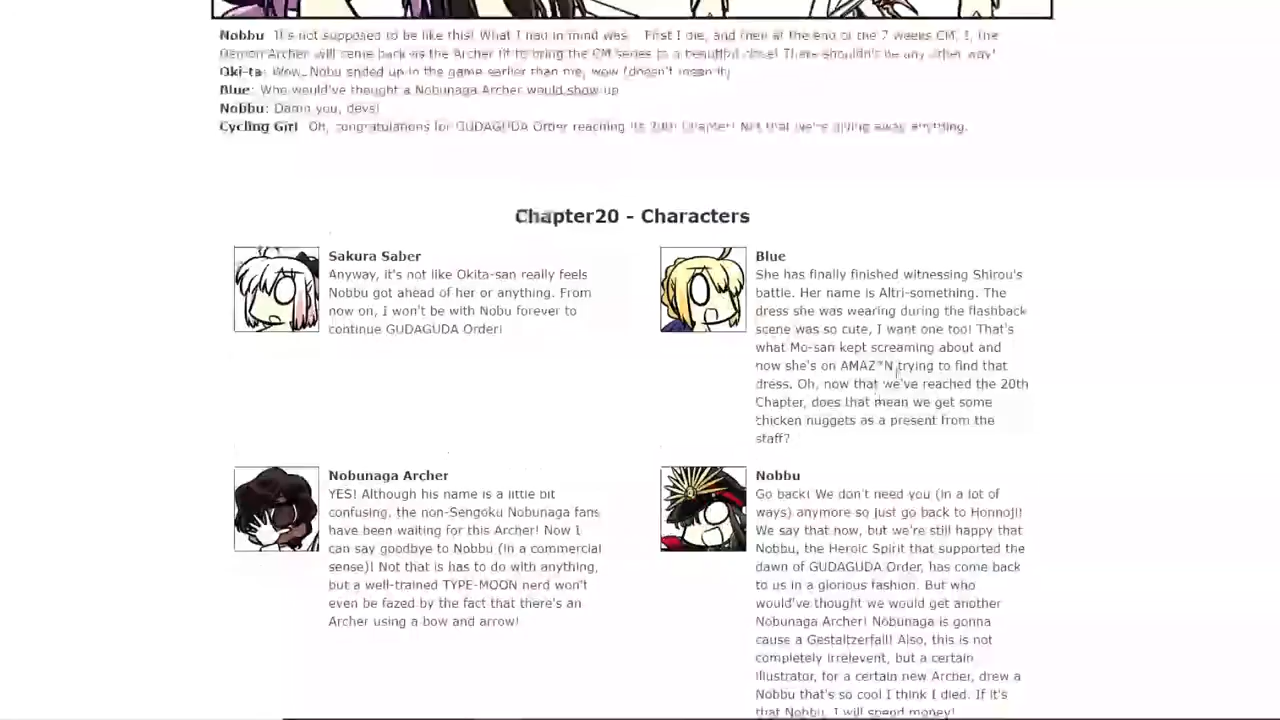 Nobbu It's not supposed to be like this! What I had in mind was First I die, and then at the end of the 7 weeks CM, I, the
Demon Archer will come back as the Archer to bring the CM series to a beautiful close! There shouldn't be any other way!
Oki-ta: Wow, Nobu ended up in the game earlier than me, wow (doesn't
Blue: Who would've thought a Nobunaga Archer would show up
Nobbu: Damn you, devs!
Cycling Girl Oh, congratulations for GUDAGUDA Order reaching its 20th Chapter! Not that we're giving away anything.
Chapter20 - Characters
Sakura Saber
Anyway, it's not like Okita-san really feels
Nobbu got ahead of her or anything. From
now on, I won't be with Nobu forever to
continue GUDAGUDA Order!
Blue
She has finally finished witnessing Shirou's
battle. Her name is Altri-something. The
dress she was wearing during the flashback
scene was so cute, I want one too! That's
what Mo-san kept screaming about and
now she's on AMAZ*N trying to find that
dress. Oh, now that we've reached the 20th
Chapter, does that mean we get some
chicken nuggets as a present from the
staff?
Nobunaga Archer
YES! Although his name is a little bit
confusing, the non-Sengoku Nobunaga fans
have been waiting for this Archer! Now I
can say goodbye to Nobbu (in a commercial
sense)! Not that is has to do with anything,
but a well-trained TYPE-MOON nerd won't
even be fazed by the fact that there's an
Archer using a bow and arrow!
Nobbu
Go back! We don't need you (in a lot of
ways) anymore so just go back to Honnoji!
We say that now, but we're still happy that
Nobbu, the Heroic Spirit that supported the
dawn of GUDAGUDA Order, has come back
to us in a glorious fashion. But who
would've thought we would get another
Nobunaga Archer! Nobunaga is gonna
cause a Gestaltzerfall! Also, this is not
completely irrelevent, but a certain
illustrator, for a certain new Archer, drew a
Nobbu that's so cool I think I died. If it's
that Nobbu, I will spend money!